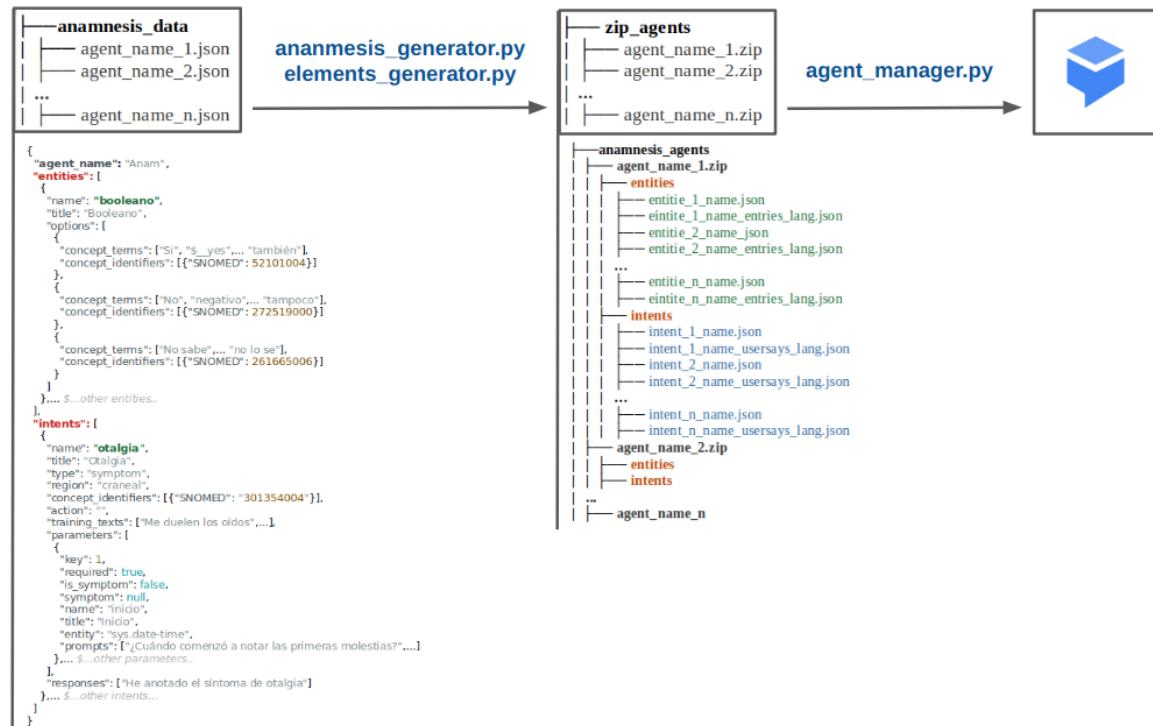 ├──anamnesis_data
| ├── agent_name_1.json
| ├── agent_name_2.json
| ...
| ├── agent_name_n.json
ananmesis_generator.py
elements_generator.py
├── zip_agents
| ├── agent_name_1.zip
| ├── agent_name_2.zip
| ...
| ├── agent_name_n.zip
agent_manager.py
{
"agent_name": "Anam",
"entities": [
{
"name": "booleano",
"title": "Booleano",
"options": [
{
"concept_terms": ["Si", "$__yes",... "también"],
"concept_identifiers": [{"SNOMED": 52101004}]
},
{
"concept_terms": ["No", "negativo",... "tampoco"],
"concept_identifiers": [{"SNOMED": 272519000}]
},
{
"concept_terms": ["No sabe",... "no lo se"],
"concept_identifiers": [{"SNOMED": 261665006}]
}
]
},... $...other entities..
],
"intents": [
{
"name": "otalgia",
"title": "Otalgia",
"type": "symptom",
"region": "craneal",
"concept_identifiers": [{"SNOMED": "301354004"}],
"action": "",
"training_texts": ["Me duelen los oídos",...],
"parameters": [
{
"key": 1,
"required": true,
"is_symptom": false,
"symptom": null,
"name": "inicio",
"title": "Inicio",
"entity": "sys.date-time",
"prompts": ["¿Cuándo comenzó a notar las primeras molestias?",...]
},... $...other parameters..
],
"responses": ["He anotado el síntoma de otalgia"]
},... $...other intents...
]
}
├──anamnesis_agents
| ├── agent_name_1.zip
| | ├── entities
| | | ├── entitie_1_name.json
| | | ├── eintitie_1_name_entries_lang.json
| | | ├── entitie_2_name_json
| | | ├── entitie_2_name_entries_lang.json
| | | ...
| | | ├── entitie_n_name.json
| | | ├── eintitie_n_name_entries_lang.json
| | ├── intents
| | | ├── intent_1_name.json
| | | ├── intent_1_name_usersays_lang.json
| | | ├── intent_2_name.json
| | | ├── intent_2_name_usersays_lang.json
| | | ...
| | | ├── intent_n_name.json
| | | ├── intent_n_name_usersays_lang.json
| ├── agent_name_2.zip
| | ├── entities
| | ├── intents
| ...
| ├── agent_name_n